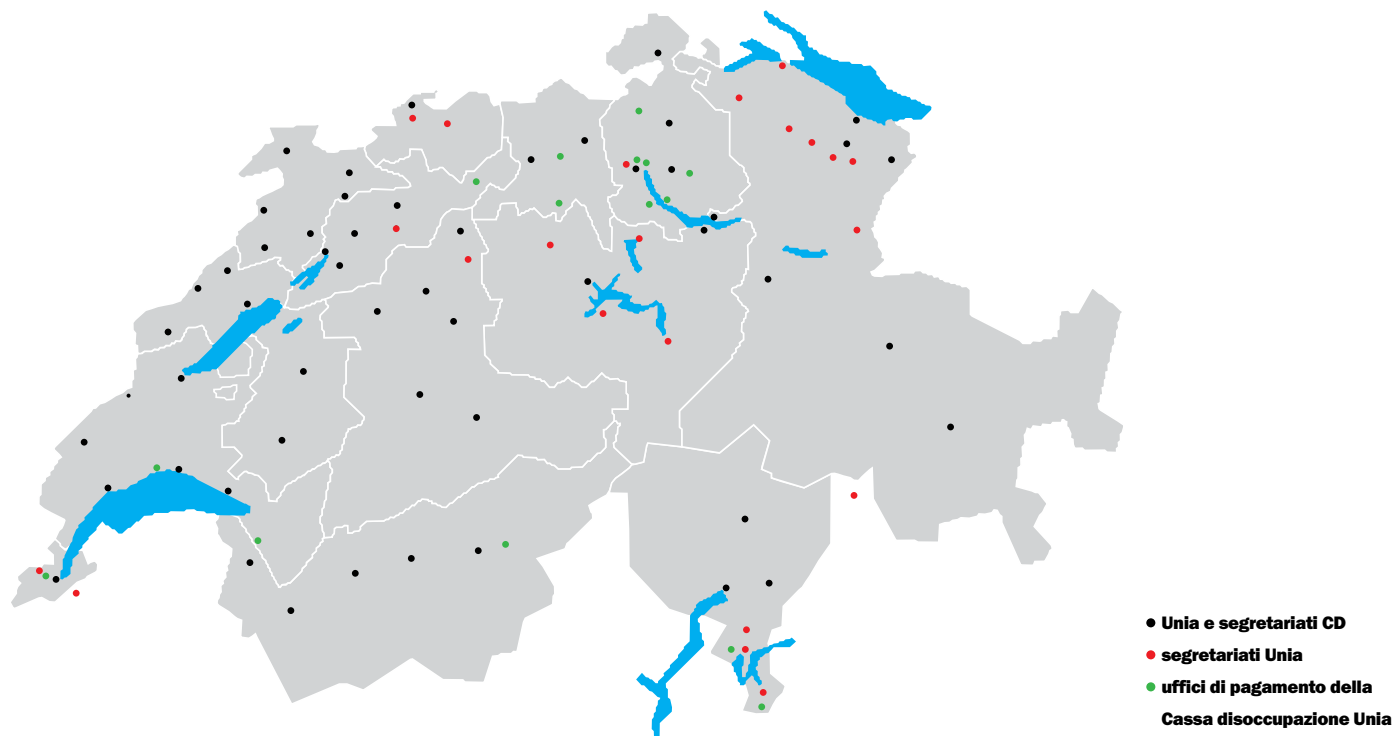 Unia e segretariati CD
segretariati Unia
uffici di pagamento della
Cassa disoccupazione Unia